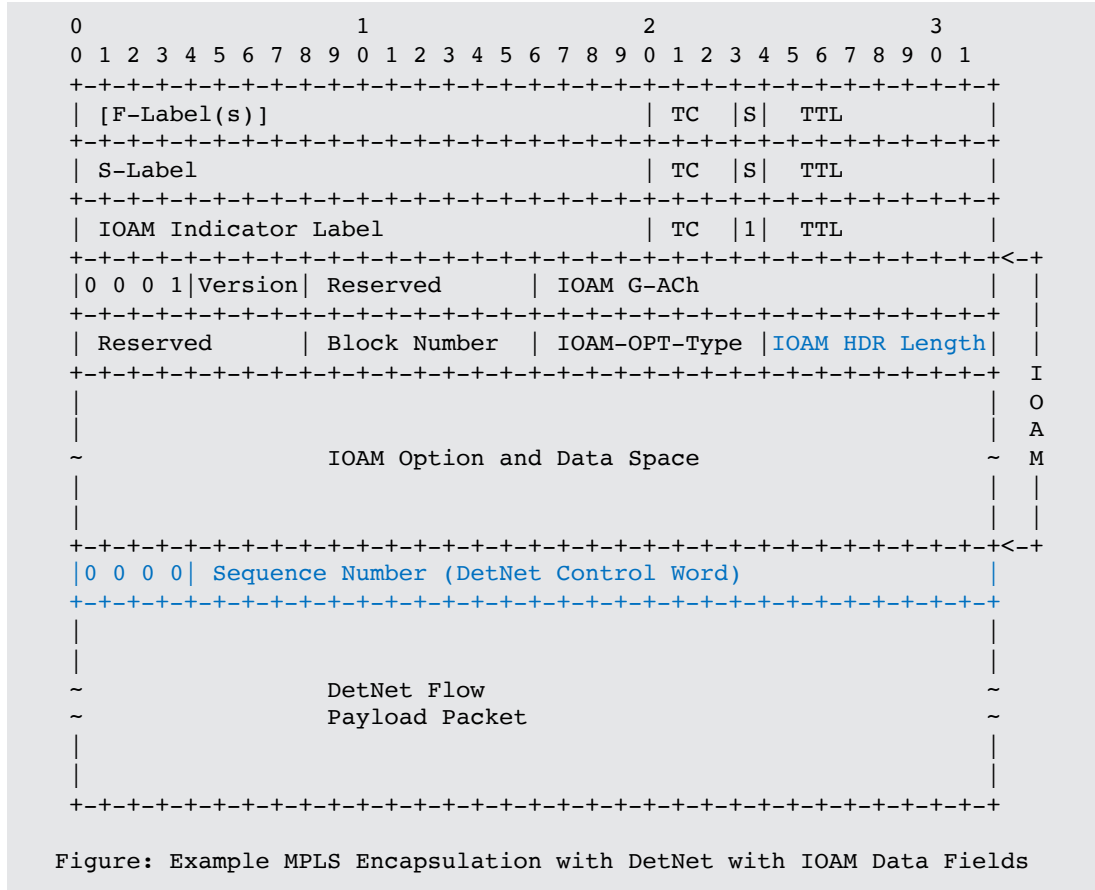 0                   1                   2                   3
0 1 2 3 4 5 6 7 8 9 0 1 2 3 4 5 6 7 8 9 0 1 2 3 4 5 6 7 8 9 0 1
+-+-+-+-+-+-+-+-+-+-+-+-+-+-+-+-+-+-+-+-+-+-+-+-+-+-+-+-+-+-+-+-+
| [F-Label(s)]                          | TC  |S|  TTL          |
+-+-+-+-+-+-+-+-+-+-+-+-+-+-+-+-+-+-+-+-+-+-+-+-+-+-+-+-+-+-+-+-+
| S-Label                               | TC  |S|  TTL          |
+-+-+-+-+-+-+-+-+-+-+-+-+-+-+-+-+-+-+-+-+-+-+-+-+-+-+-+-+-+-+-+-+
| IOAM Indicator Label                  | TC  |1|  TTL          |
+-+-+-+-+-+-+-+-+-+-+-+-+-+-+-+-+-+-+-+-+-+-+-+-+-+-+-+-+-+-+-+-+<-+
|0 0 0 1|Version| Reserved      | IOAM G-ACh                    |  |
+-+-+-+-+-+-+-+-+-+-+-+-+-+-+-+-+-+-+-+-+-+-+-+-+-+-+-+-+-+-+-+-+  |
| Reserved      | Block Number  | IOAM-OPT-Type |IOAM HDR Length|  |
+-+-+-+-+-+-+-+-+-+-+-+-+-+-+-+-+-+-+-+-+-+-+-+-+-+-+-+-+-+-+-+-+  I
|                                                               |  O
|                                                               |  A
~                 IOAM Option and Data Space                    ~  M
|                                                               |  |
|                                                               |  |
+-+-+-+-+-+-+-+-+-+-+-+-+-+-+-+-+-+-+-+-+-+-+-+-+-+-+-+-+-+-+-+-+<-+
|0 0 0 0| Sequence Number (DetNet Control Word)                 |
+-+-+-+-+-+-+-+-+-+-+-+-+-+-+-+-+-+-+-+-+-+-+-+-+-+-+-+-+-+-+-+-+
|                                                               |
|                                                               |
~                 DetNet Flow                                   ~
~                 Payload Packet                                ~
|                                                               |
|                                                               |
+-+-+-+-+-+-+-+-+-+-+-+-+-+-+-+-+-+-+-+-+-+-+-+-+-+-+-+-+-+-+-+-+
Figure: Example MPLS Encapsulation with DetNet with IOAM Data Fields